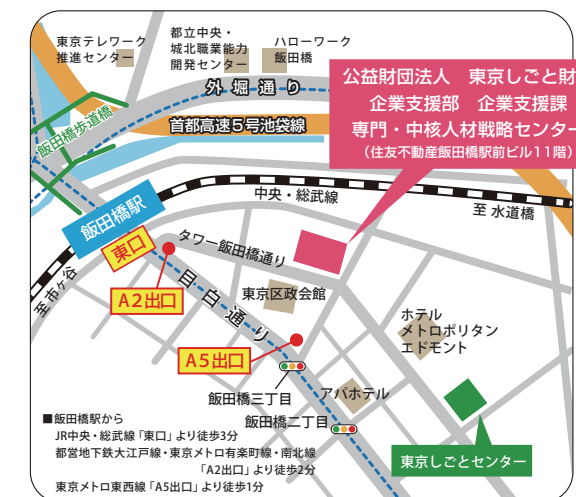 東京テレワーク
推進センター
都立中央・
城北職業能力
開発センター
ハローワーク
飯田橋
外堀通り
首都高速5号池袋線
飯田橋歩道橋
公益財団法人 東京しごと財
企業支援部 企業支援課
専門・中核人材戦略センター
(住友不動産飯田橋駅前ビル11階)
中央・総武線
至 水道橋
飯田橋駅
東口
タワー飯田橋通り
至市ヶ谷
A2出口
目白通り
東京区政会館
A5出口
ホテル
メトロポリタン
エドモント
飯田橋三丁目
アパホテル
飯田橋二丁目
東京しごとセンター
■飯田橋駅から
JR中央・総武線「東口」より徒歩3分
都営地下鉄大江戸線・東京メトロ有楽町線・南北線
「A2出口」より徒歩2分
東京メトロ東西線「A5出口」より徒歩1分